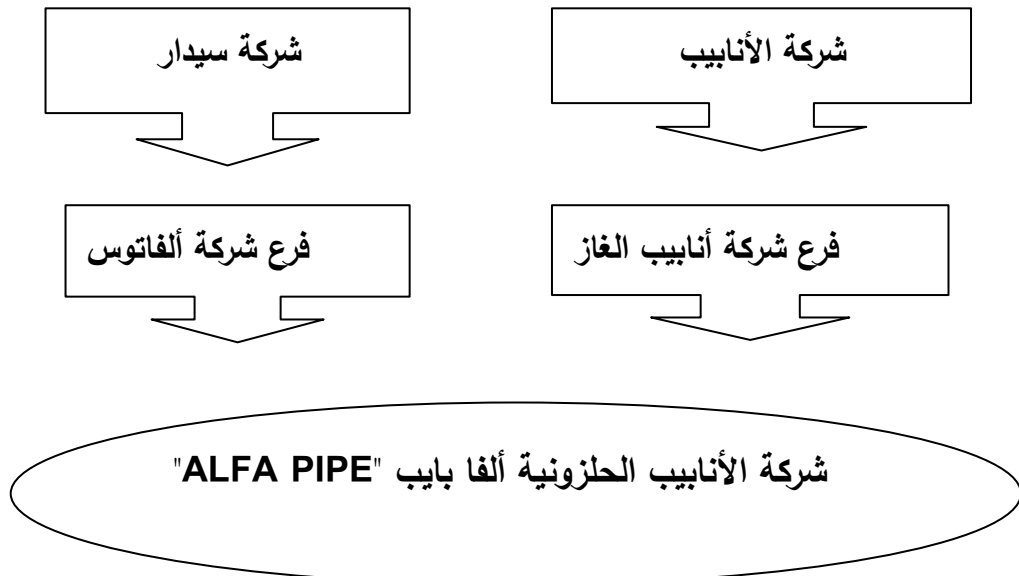 شركة الأنابيب
شركة سيدار
فرع شركة أنابيب الغاز
فرع شركة ألفاتوس
شركة الأنابيب الحلزونية ألفا بايب "ALFA PIPE"